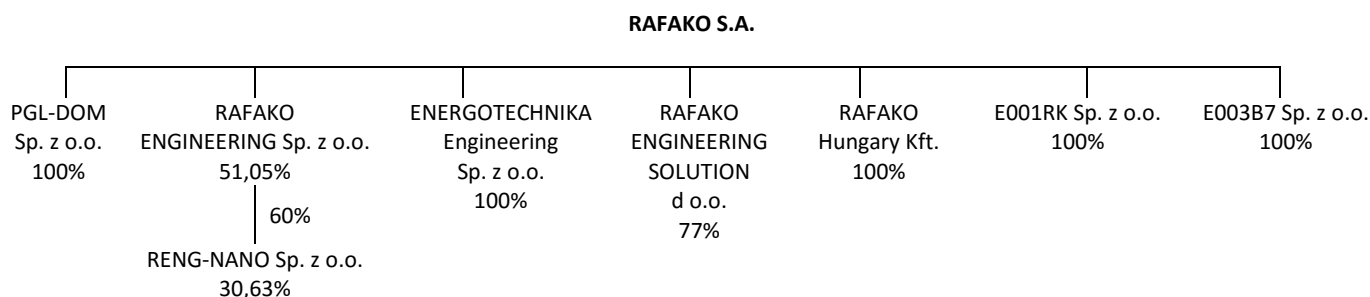 RAFAKO S.A.
PGL-DOM
Sp. z o.o.
100%
RAFAKO
ENGINEERING Sp. z o.o.
51,05%
60%
RENG-NANO Sp. z o.o.
30,63%
ENERGOTECHNIKA
Engineering
Sp. z o.o.
100%
RAFAKO
ENGINEERING
SOLUTION
d o.o.
77%
RAFAKO
Hungary Kft.
100%
E001RK Sp. z o.o.
100%
E003B7 Sp. z o.o.
100%